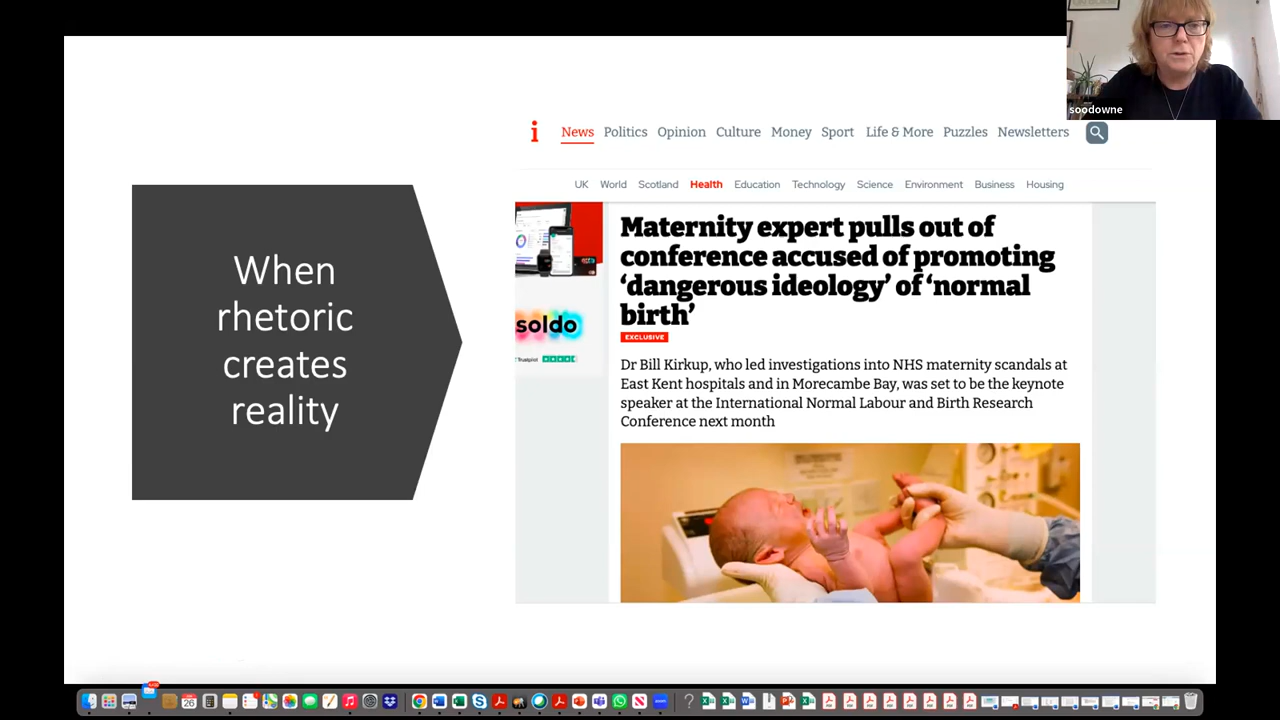 soodowne
i News Politics Opinion Culture Money Sport Life & More Puzzles Newsletters
UK World Scotland Health Education Technology Science Environment Business Housing
When
rhetoric
creates
reality
Maternity expert pulls out of
conference accused of promoting
‘dangerous ideology’ of ‘normal
birth’
EXCLUSIVE
Dr Bill Kirkup, who led investigations into NHS maternity scandals at
East Kent hospitals and in Morecambe Bay, was set to be the keynote
speaker at the International Normal Labour and Birth Research
Conference next month
soldo
Trustpilot
26